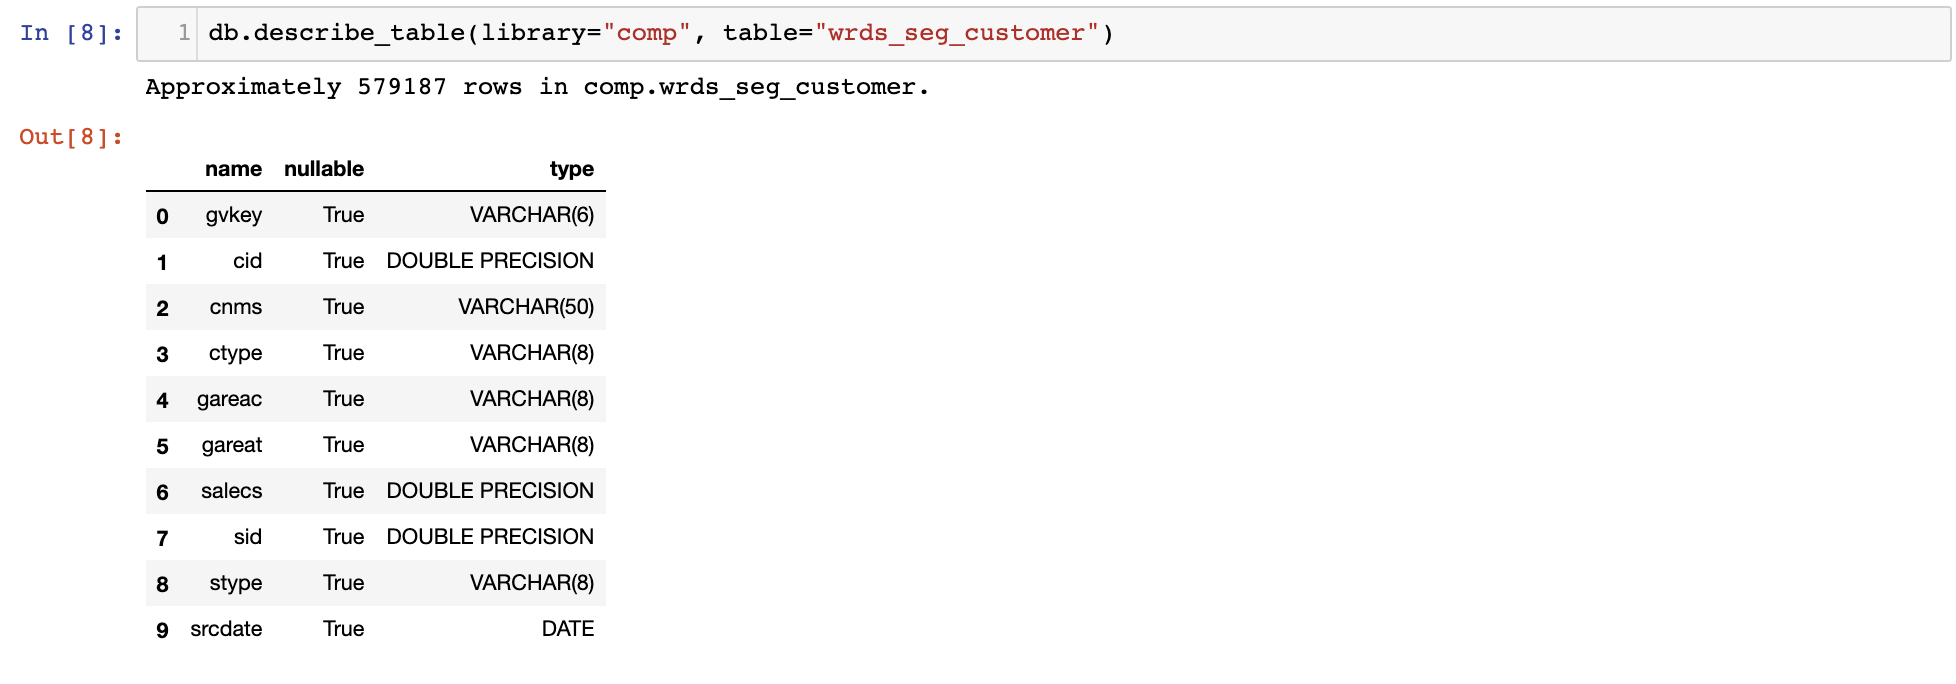 In [8]: 1 db.describe_table(library="comp", table="wrds_seg_customer")
Approximately 579187 rows in comp.wrds_seg_customer.
Out[8]:
name nullable type
0 gvkey True VARCHAR(6)
1 cid True DOUBLE PRECISION
2 cnms True VARCHAR(50)
3 ctype True VARCHAR(8)
4 gareac True VARCHAR(8)
5 gareat True VARCHAR(8)
6 salecs True DOUBLE PRECISION
7 sid True DOUBLE PRECISION
8 stype True VARCHAR(8)
9 srcdate True DATE